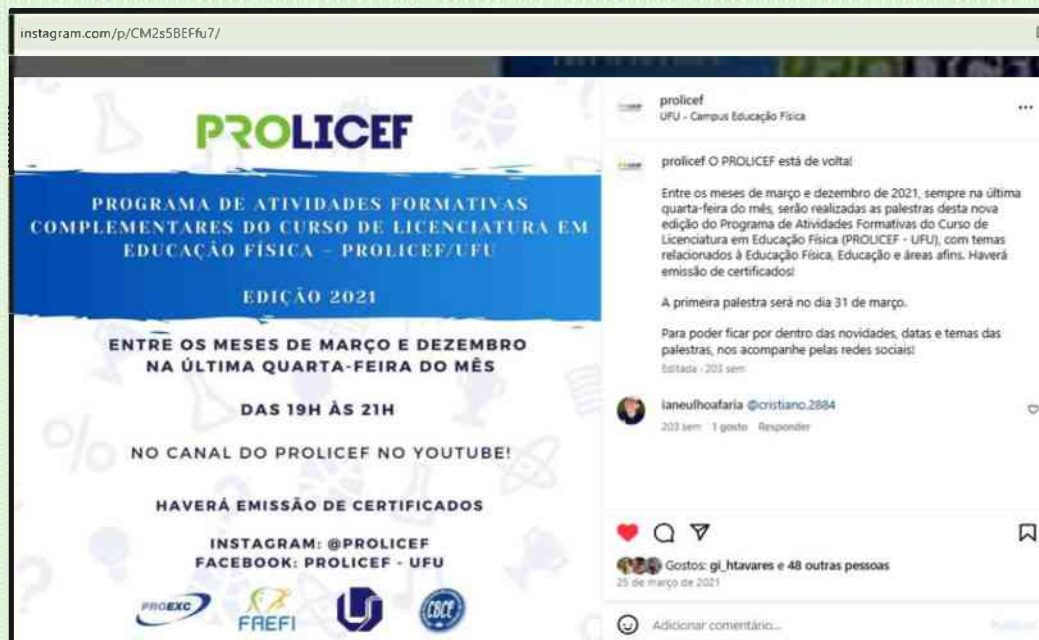 instagram.com/p/CM2s5BEFfu7/
PROLICEF
PROGRAMA DE ATIVIDADES FORMATIVAS
COMPLEMENTARES DO CURSO DE LICENCIATURA EM
EDUCAÇÃO FÍSICA – PROLICEF/UFU
EDIÇÃO 2021
ENTRE OS MESES DE MARÇO E DEZEMBRO
NA ÚLTIMA QUARTA-FEIRA DO MÊS
DAS 19H ÀS 21H
NO CANAL DO PROLICEF NO YOUTUBE!
HAVERÁ EMISSÃO DE CERTIFICADOS
INSTAGRAM: @PROLICEF
FACEBOOK: PROLICEF - UFU
PROEXC
FAEFI
CBCE
prolicef
UFU - Campus Educação Física
prolicef O PROLICEF está de volta!
Entre os meses de março e dezembro de 2021, sempre na última
quarta-feira do mês, serão realizadas as palestras desta nova
edição do Programa de Atividades Formativas do Curso de
Licenciatura em Educação Física (PROLICEF - UFU), com temas
relacionados à Educação Física, Educação e áreas afins. Haverá
emissão de certificados!
A primeira palestra será no dia 31 de março.
Para poder ficar por dentro das novidades, datas e temas das
palestras, nos acompanhe pelas redes sociais!
Editada · 203 sem
ianeulhoafaria @cristiano.2884
203 sem 1 gosto Responder
Gostos: gi_htavares e 48 outras pessoas
25 de março de 2021
Adicionar comentário...